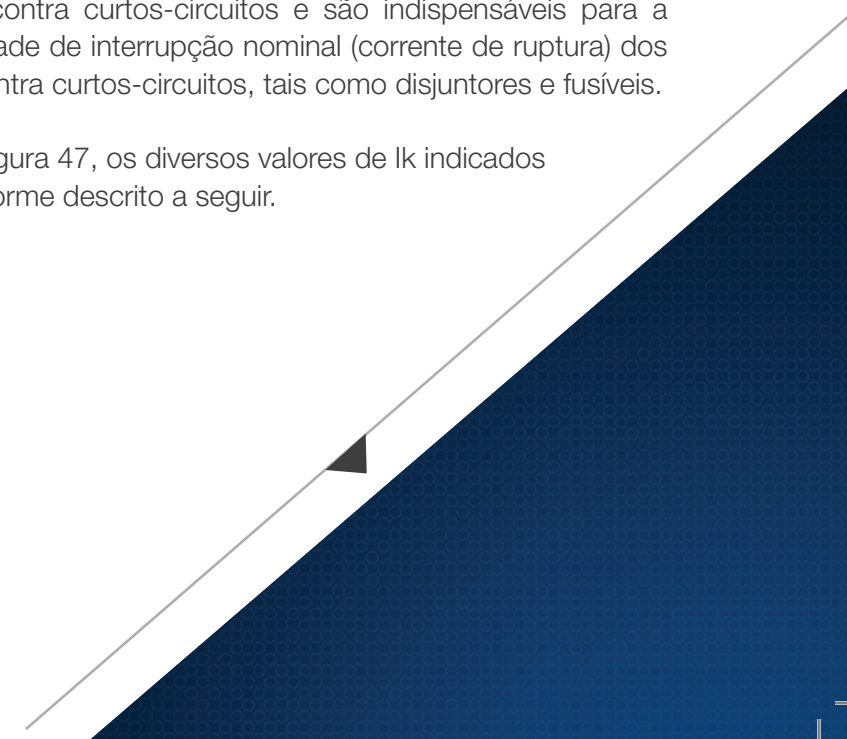 contra curtos-circuitos e são indispensáveis para a
ade de interrupção nominal (corrente de ruptura) dos
ntra curtos-circuitos, tais como disjuntores e fusíveis.
gura 47, os diversos valores de Ik indicados
orme descrito a seguir.